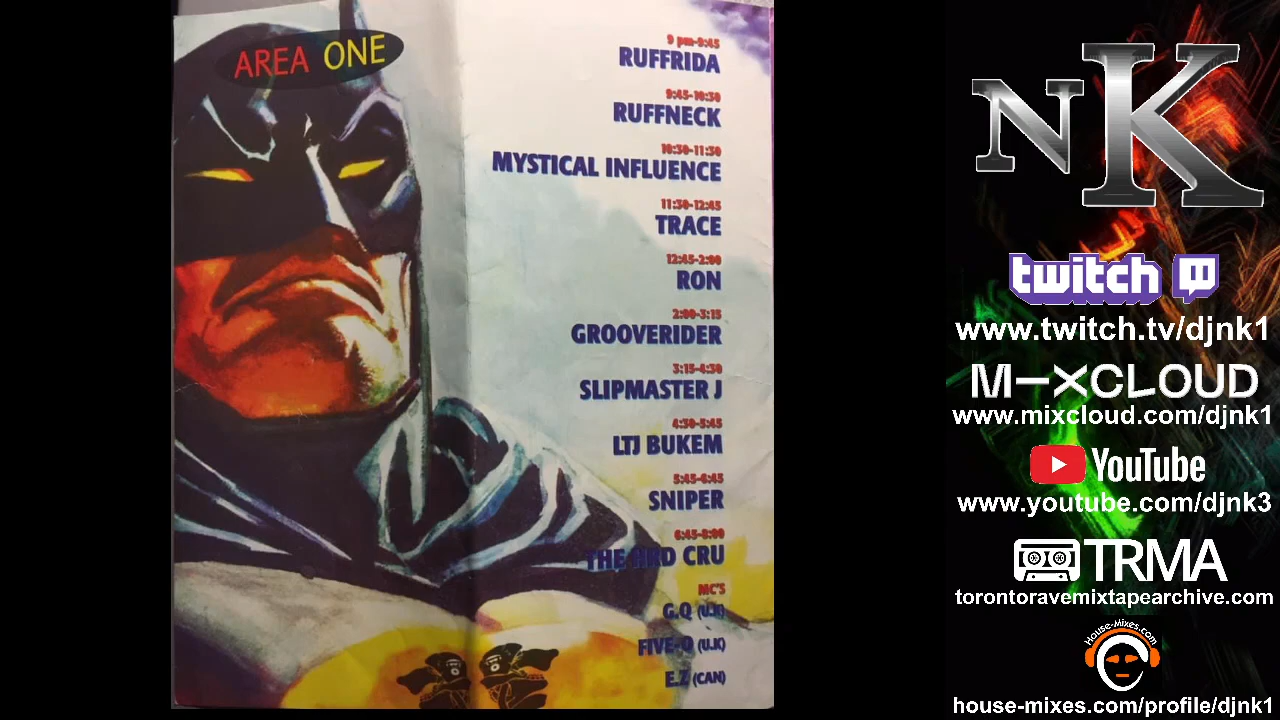 AREA ONE
9 pm-9:45
RUFFRIDA
9:45-10:30
RUFFNECK
10:30-11:30
MYSTICAL INFLUENCE
11:30-12:45
TRACE
12:45-2:00
RON
2:00-3:15
GROOVERIDER
3:15-4:30
SLIPMASTER J
4:30-5:45
LTJ BUKEM
5:45-6:45
SNIPER
6:45-8:00
THE HRD CRU
MC'S
G.Q (U.K)
FIVE-O (U.K)
E.Z (CAN)
NK
twitch
www.twitch.tv/djnk1
M-XCLOUD
www.mixcloud.com/djnk1
YouTube
www.youtube.com/djnk3
TRMA
torontoravemixtapearchive.com
House-Mixes.com
house-mixes.com/profile/djnk1